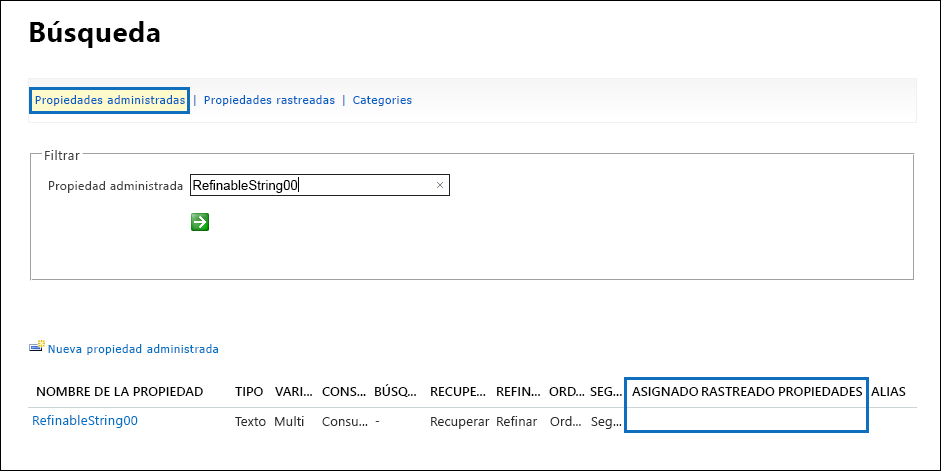 Búsqueda
Propiedades administradas | Propiedades rastreadas | Categories
Filtrar
Propiedad administrada RefinableString00 ×
Nueva propiedad administrada
NOMBRE DE LA PROPIEDAD TIPO VARI... CONS... BÚSQ... RECUPE... REFIN... ORD... SEG... ASIGNADO RASTREADO PROPIEDADES ALIAS
RefinableString00 Texto Multi Consu... - Recuperar Refinar Ord... Seg...